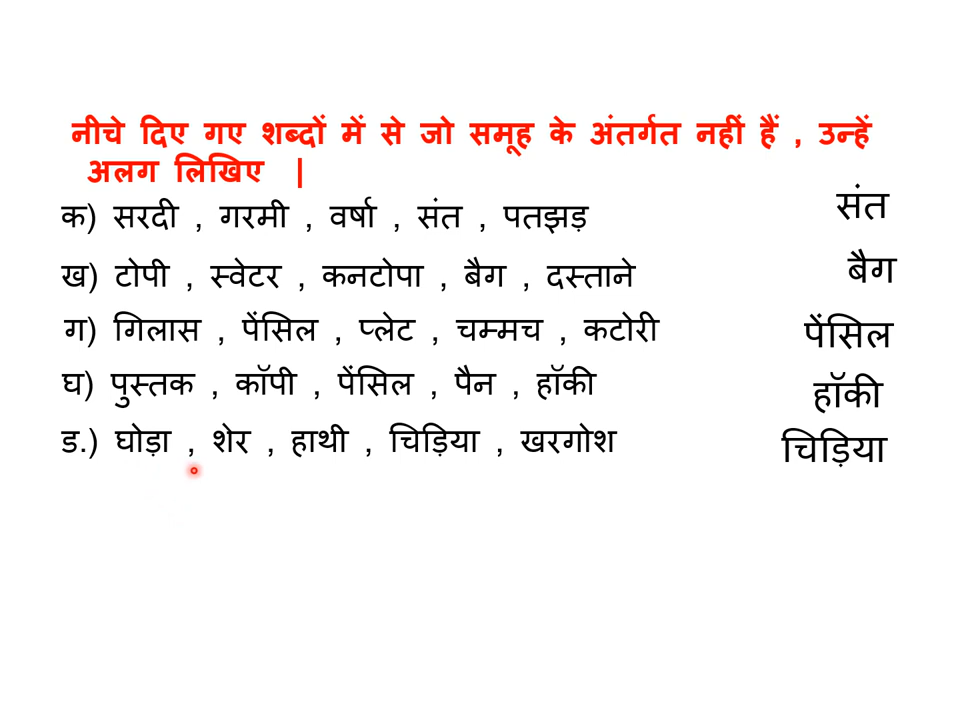 नीचे दिए गए शब्दों में से जो समूह के अंतर्गत नहीं हैं , उन्हें
अलग लिखिए |
क) सरदी , गरमी , वर्षा , संत , पतझड़
संत
ख) टोपी , स्वेटर , कनटोपा , बैग , दस्ताने
बैग
ग) गिलास , पेंसिल , प्लेट , चम्मच , कटोरी
पेंसिल
घ) पुस्तक , कॉपी , पेंसिल , पैन , हॉकी
हॉकी
ड.) घोड़ा , शेर , हाथी , चिड़िया , खरगोश
चिड़िया